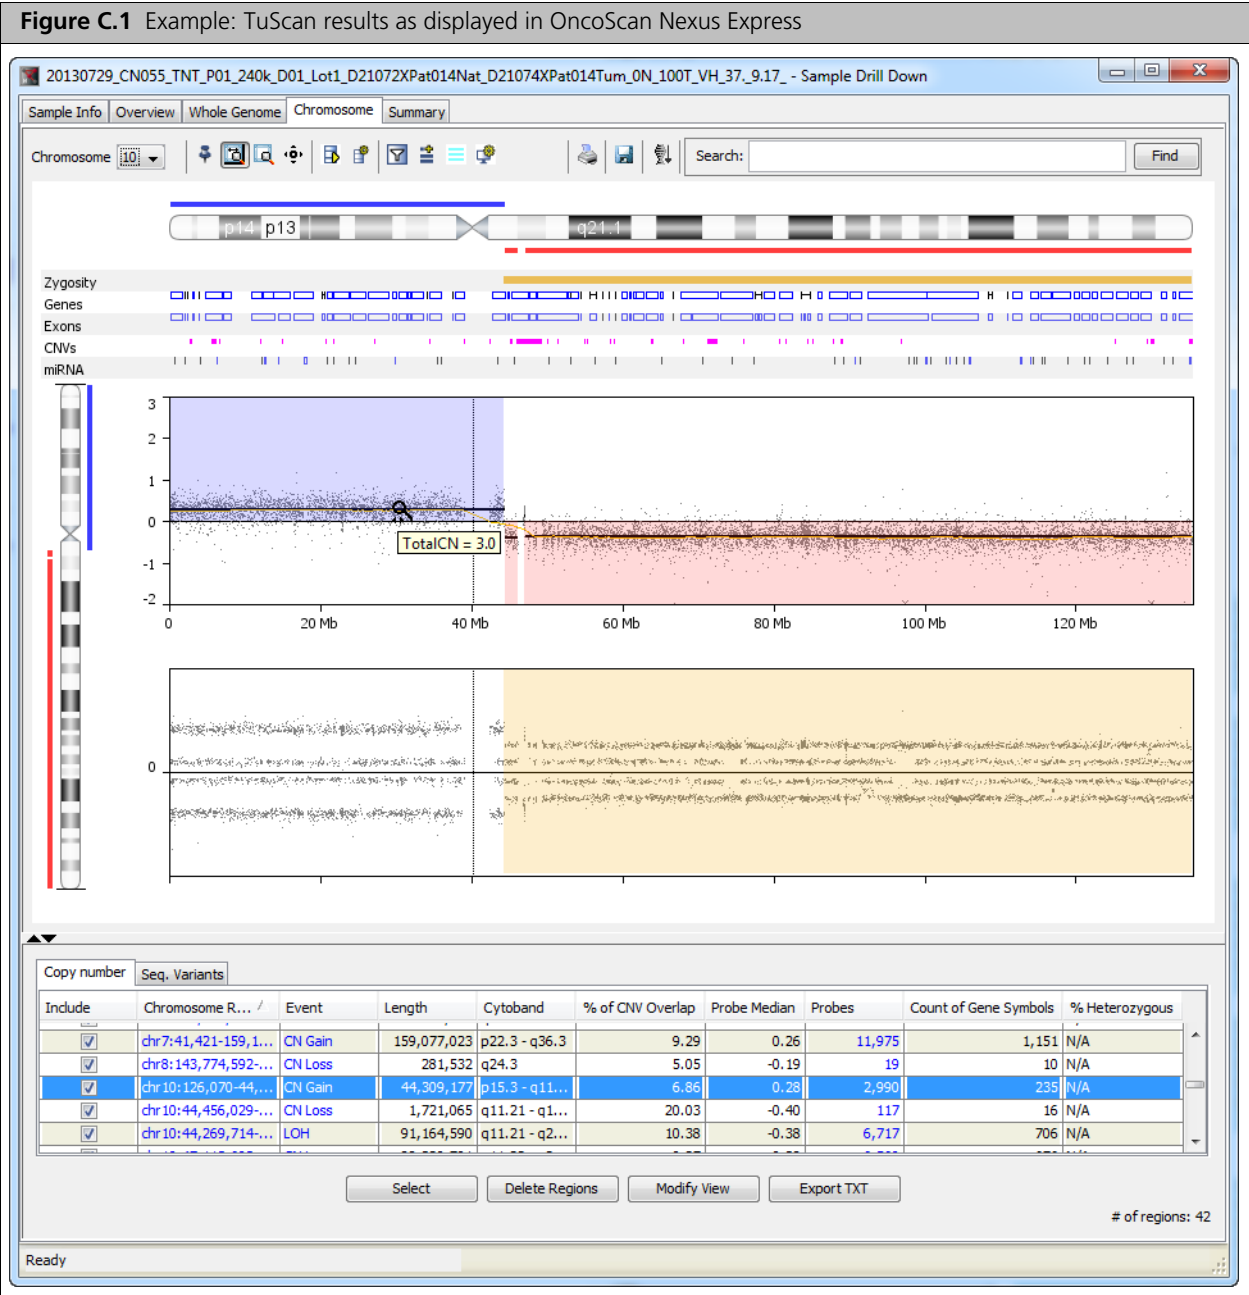 Figure C.1 Example: TuScan results as displayed in OncoScan Nexus Express
20130729_CN055_TNT_P01_240k_D01_Lot1_D21072XPat014Nat_D21074XPat014Tum_0N_100T_VH_37._9.17_ - Sample Drill Down
Sample Info Overview Whole Genome Chromosome Summary
Chromosome 10 Search: Find
p14 p13 q21.1
Zygosity
Genes
Exons
CNVs
miRNA
3
2
1
0
TotalCN = 3.0
-1
-2
0 20 Mb 40 Mb 60 Mb 80 Mb 100 Mb 120 Mb
0
Copy number Seq. Variants
Include Chromosome R... Event Length Cytoband % of CNV Overlap Probe Median Probes Count of Gene Symbols % Heterozygous
chr7:41,421-159,1... CN Gain 159,077,023 p22.3 - q36.3 9.29 0.26 11,975 1,151 N/A
chr8:143,774,592-... CN Loss 281,532 q24.3 5.05 -0.19 19 10 N/A
chr10:126,070-44,... CN Gain 44,309,177 p15.3 - q11... 6.86 0.28 2,990 235 N/A
chr10:44,456,029-... CN Loss 1,721,065 q11.21 - q1... 20.03 -0.40 117 16 N/A
chr10:44,269,714-... LOH 91,164,590 q11.21 - q2... 10.38 -0.38 6,717 706 N/A
Select Delete Regions Modify View Export TXT
# of regions: 42
Ready